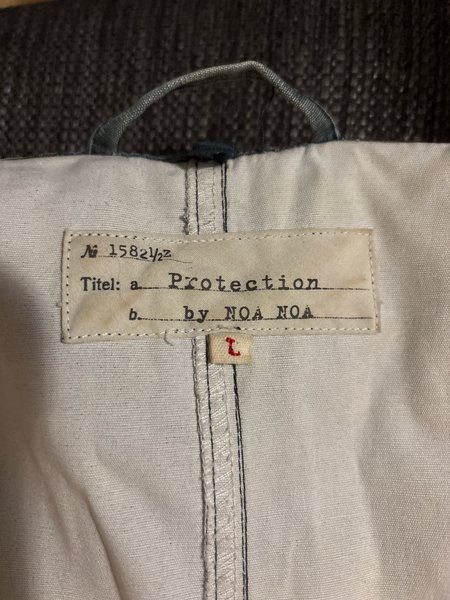 № 1582½z
Titel: a. Protection
b. by NOA NOA
L